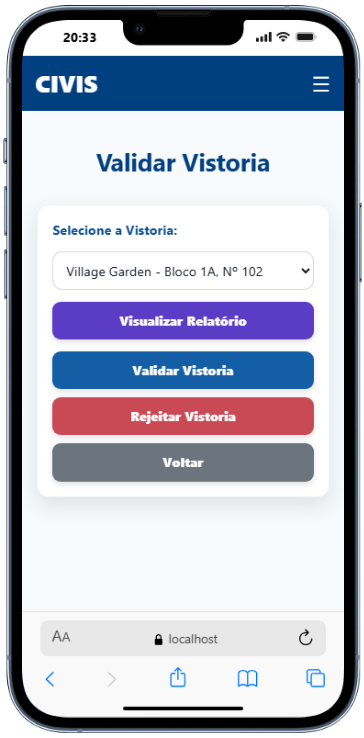 20:33
CIVIS
Validar Vistoria
Selecione a Vistoria:
Village Garden - Bloco 1A, Nº 102
Visualizar Relatório
Validar Vistoria
Rejeitar Vistoria
Voltar
AA
localhost